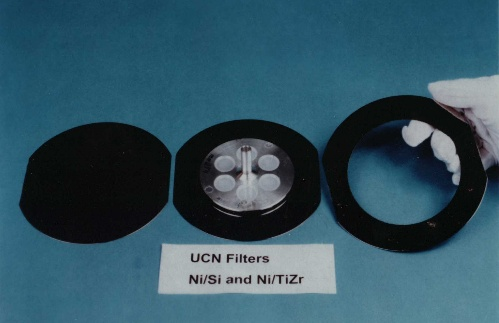 UCN Filters
Ni/Si and Ni/TiZr